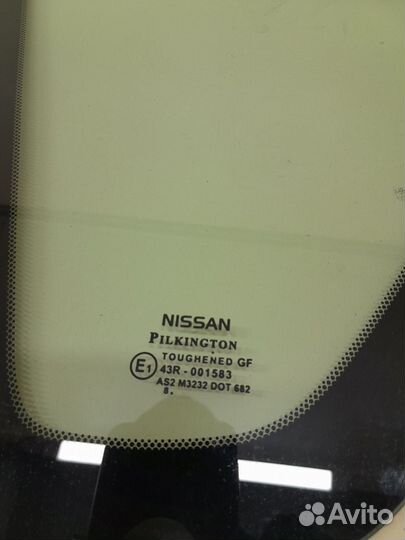 NISSAN
PILKINGTON
TOUGHENED GF
E1 43R - 001583
AS2 M3232 DOT 682
8.
Avito